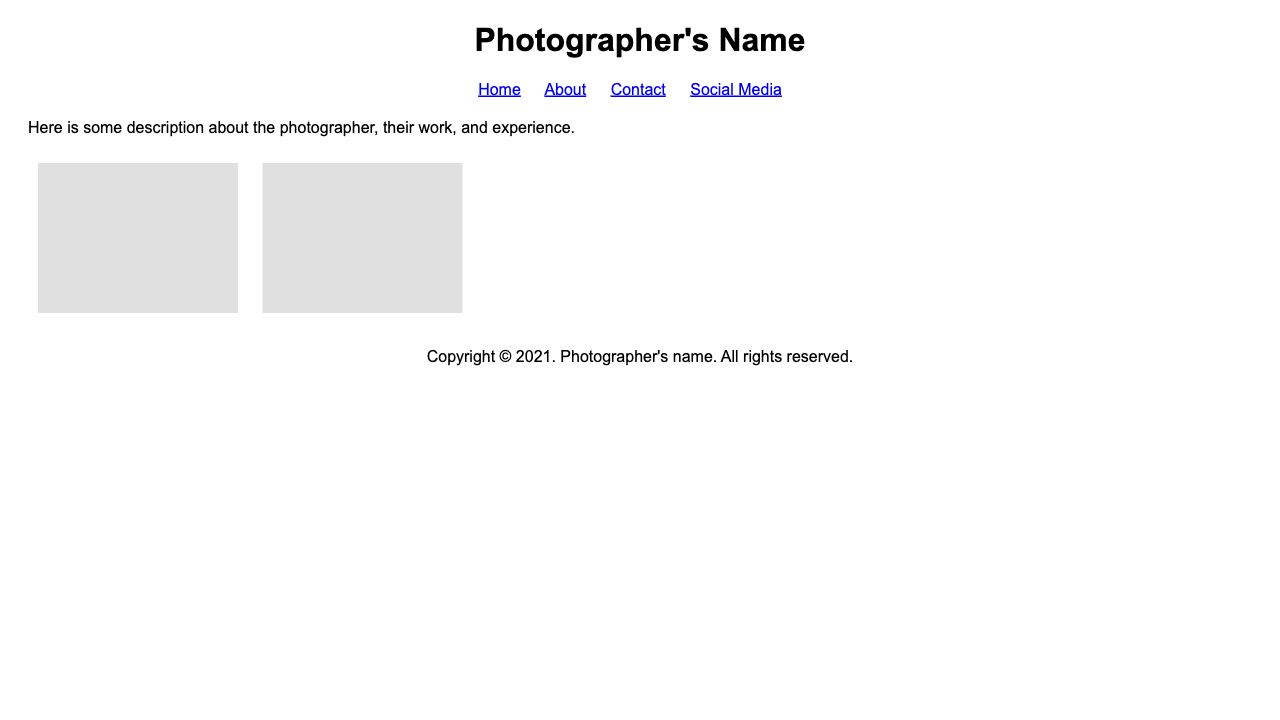 Photographer's Name
Home About Contact Social Media
Here is some description about the photographer, their work, and experience.
Copyright © 2021. Photographer's name. All rights reserved.